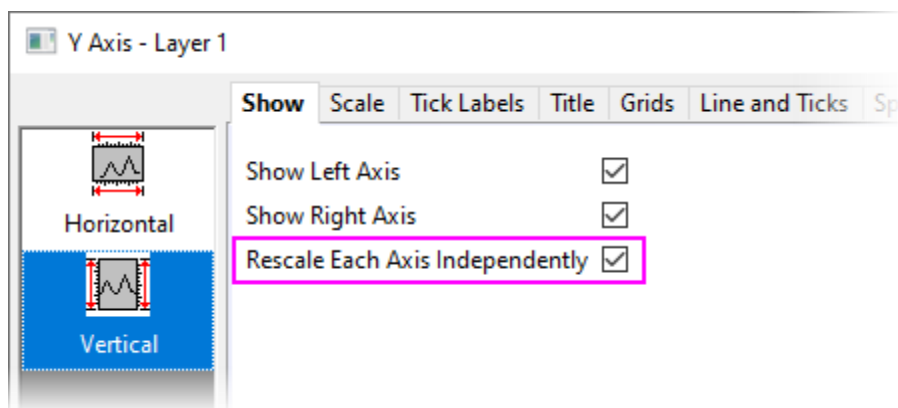 Y Axis - Layer 1
Show Scale Tick Labels Title Grids Line and Ticks Sp
Show Left Axis
Show Right Axis
Rescale Each Axis Independently
Horizontal
Vertical